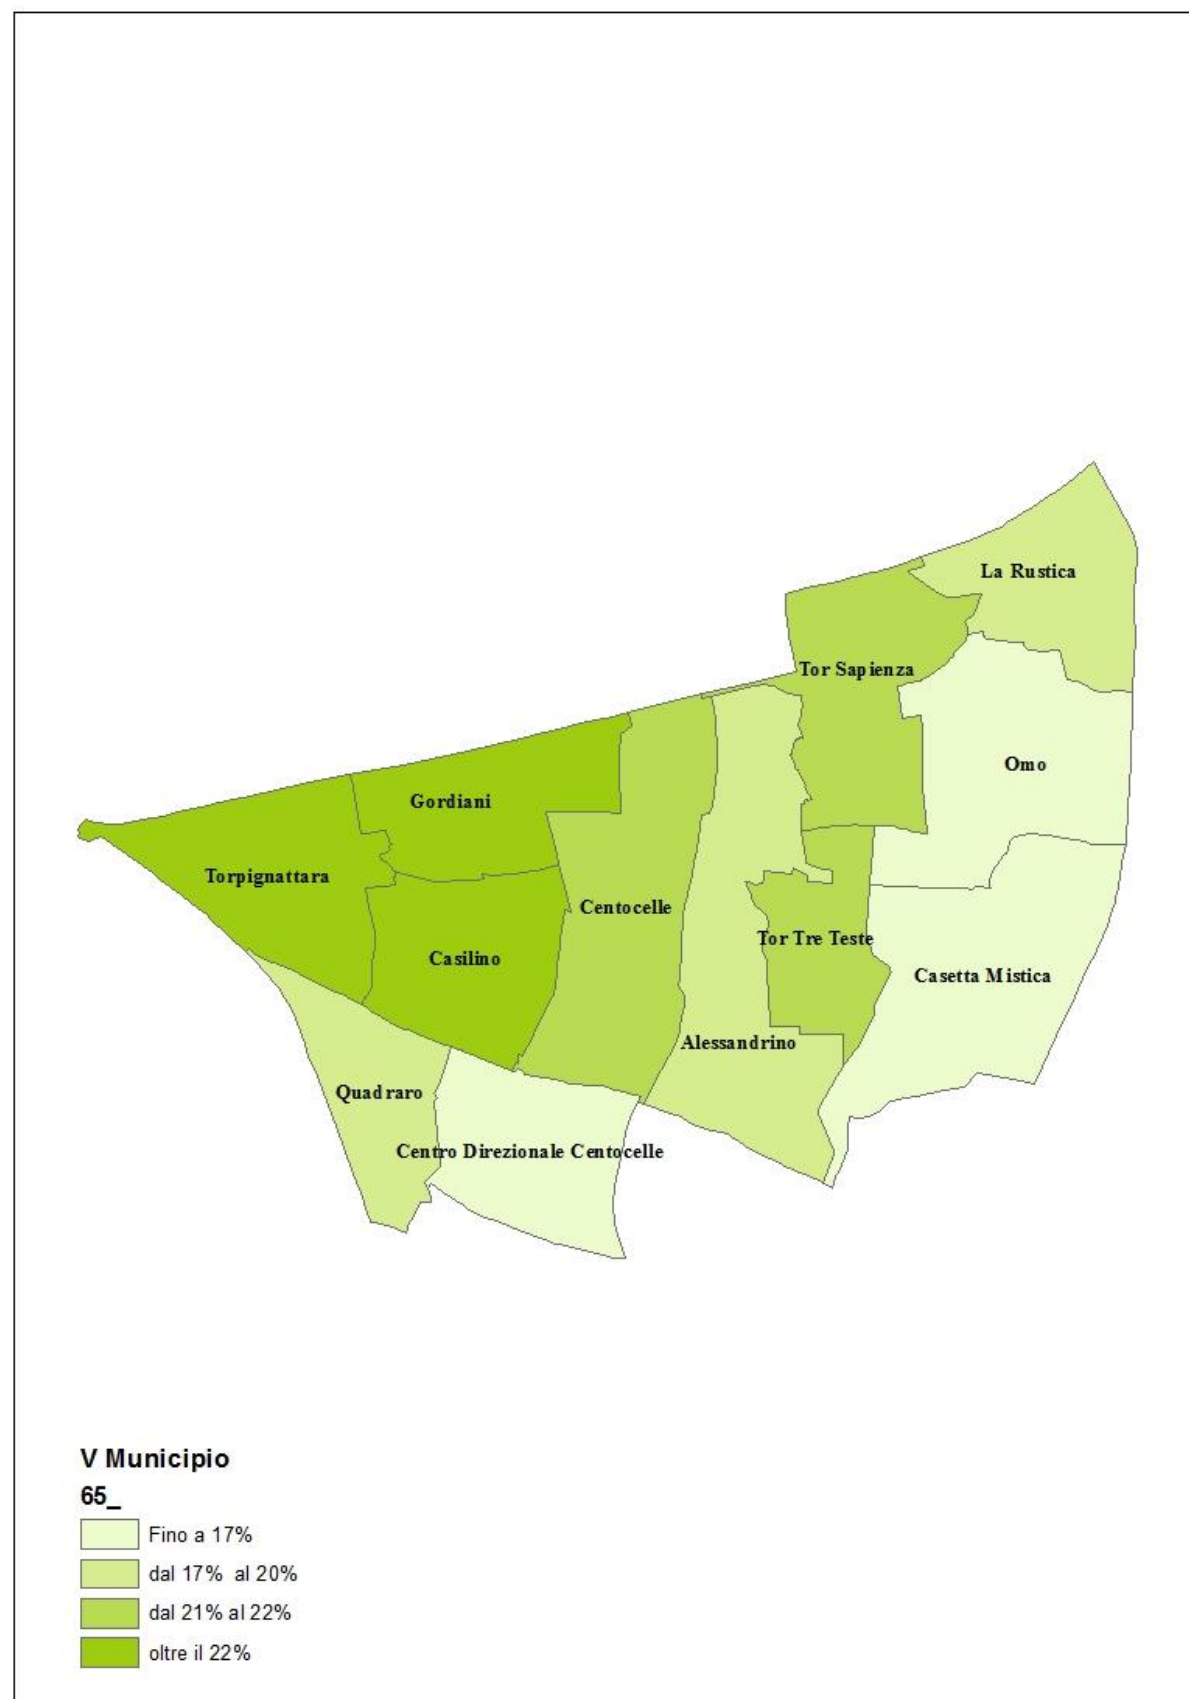 La Rustica
Tor Sapienza
Omo
Gordiani
Torpignattara
Centocelle
Tor Tre Teste
Casilino
Casetta Mistica
Alessandrino
Quadraro
Centro Direzionale Centocelle
V Municipio
65_
Fino a 17%
dal 17% al 20%
dal 21% al 22%
oltre il 22%